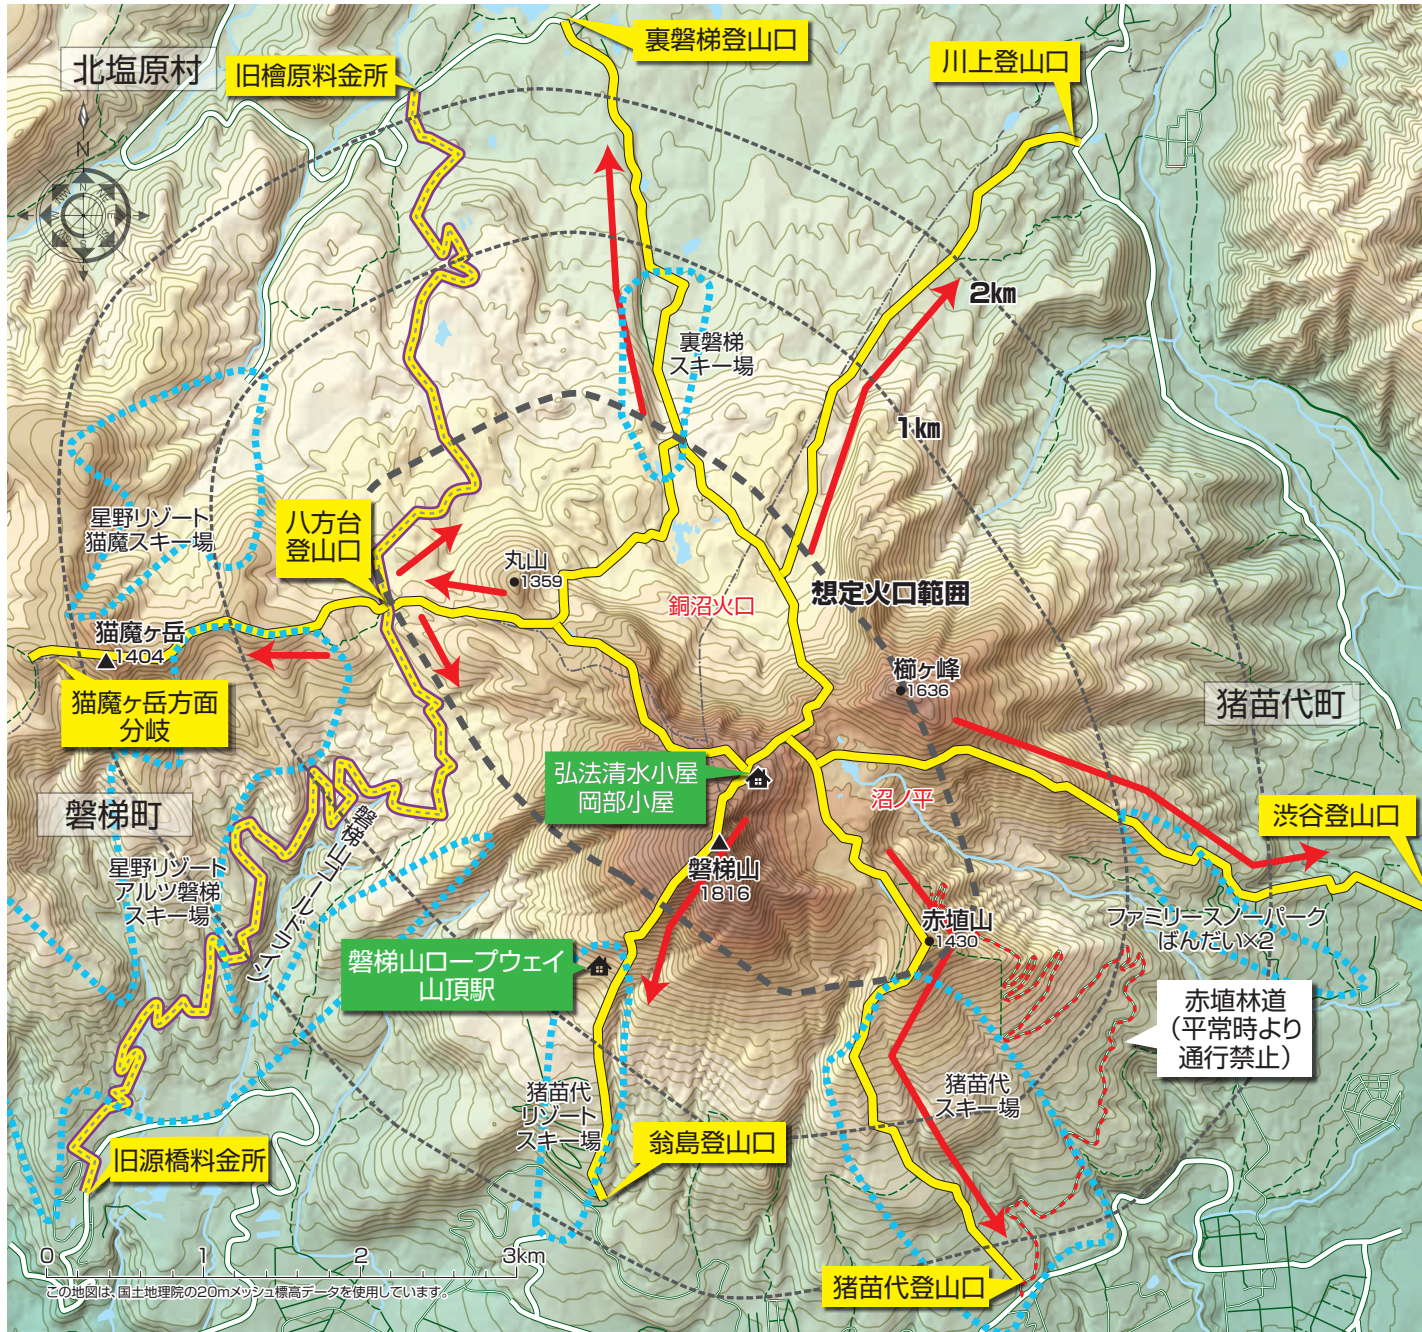 裏磐梯登山口
川上登山口
北塩原村
旧檜原料金所
N
N
NE
E
SE
S
SW
W
NW
2km
裏磐梯
スキー場
1km
星野リゾート
猫魔スキー場
八方台
登山口
丸山
1359
想定火口範囲
銅沼火口
猫魔ヶ岳
1404
櫛ヶ峰
1636
猫魔ヶ岳方面
分岐
猪苗代町
弘法清水小屋
岡部小屋
磐梯町
沼ノ平
渋谷登山口
磐梯山ゴールドライン
星野リゾート
アルツ磐梯
スキー場
磐梯山
1816
赤埴山
1430
ファミリースノーパーク
ばんだい×2
磐梯山ロープウェイ
山頂駅
赤埴林道
（平常時より
通行禁止）
猪苗代
スキー場
猪苗代
リゾート
スキー場
翁島登山口
旧源橋料金所
猪苗代登山口
0 1 2 3km
この地図は、国土地理院の20mメッシュ標高データを使用しています。